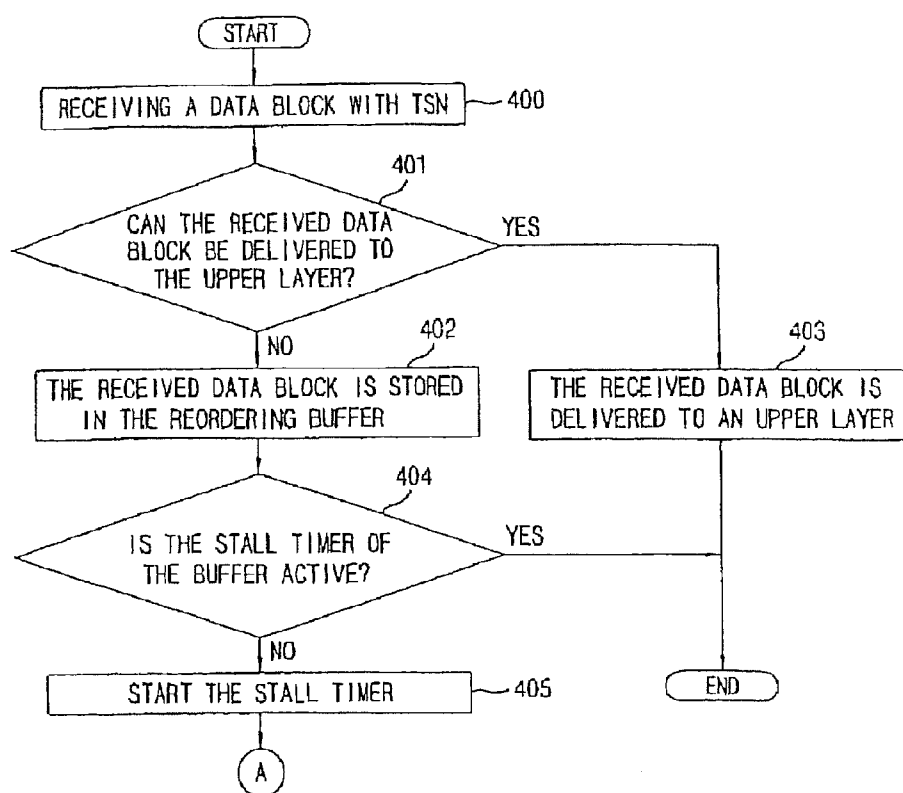 START
RECEIVING A DATA BLOCK WITH TSN
400
401
CAN THE RECEIVED DATA
BLOCK BE DELIVERED TO
THE UPPER LAYER?
YES
NO
402
THE RECEIVED DATA BLOCK IS STORED
IN THE REORDERING BUFFER
403
THE RECEIVED DATA BLOCK IS
DELIVERED TO AN UPPER LAYER
404
IS THE STALL TIMER OF
THE BUFFER ACTIVE?
YES
NO
START THE STALL TIMER
405
END
A